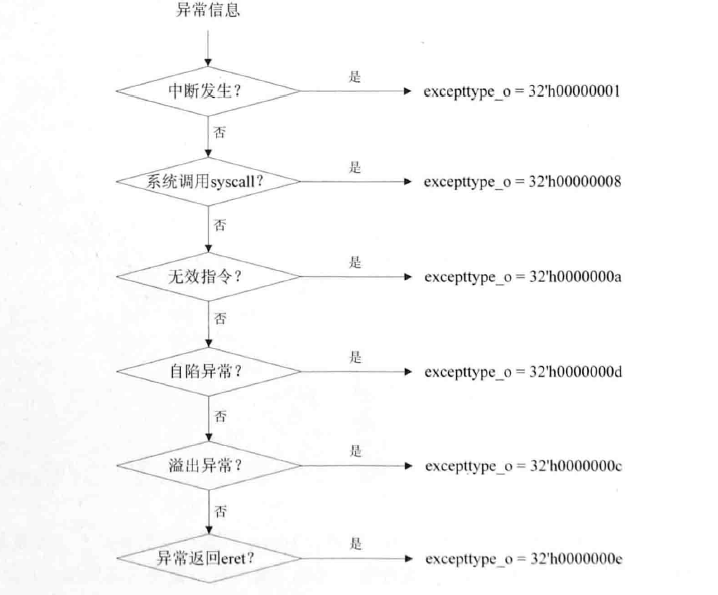 异常信息
中断发生？
是
excepttype_o = 32'h00000001
否
系统调用syscall？
是
excepttype_o = 32'h00000008
否
无效指令？
是
excepttype_o = 32'h0000000a
否
自陷异常？
是
excepttype_o = 32'h0000000d
否
溢出异常？
是
excepttype_o = 32'h0000000c
否
异常返回eret？
是
excepttype_o = 32'h0000000e